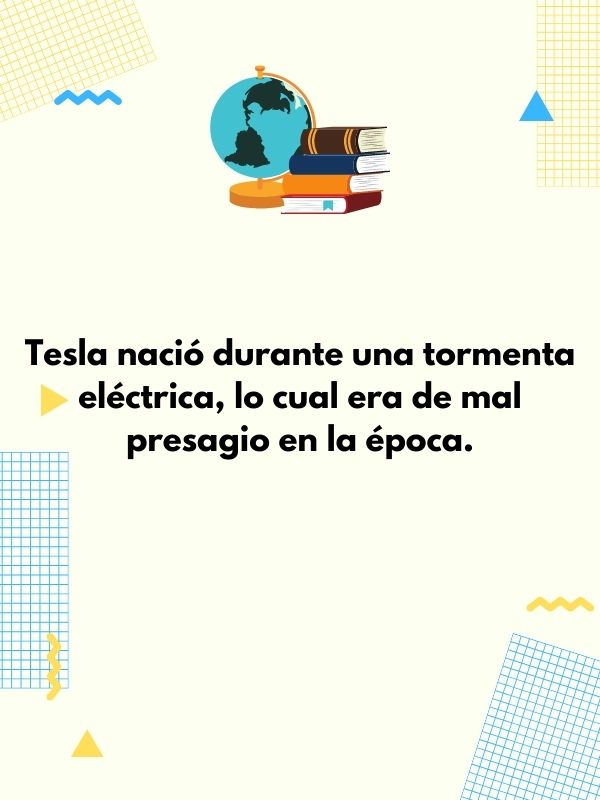 Tesla nació durante una tormenta
eléctrica, lo cual era de mal
presagio en la época.